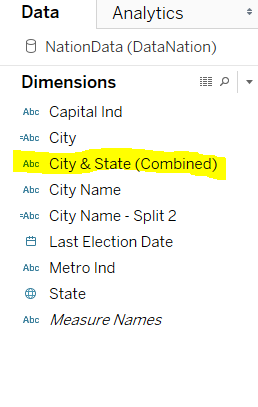 Data Analytics
NationData (DataNation)
Dimensions
Abc Capital Ind
=Abc City
Abc City & State (Combined)
Abc City Name
=Abc City Name - Split 2
Last Election Date
Abc Metro Ind
State
Abc Measure Names